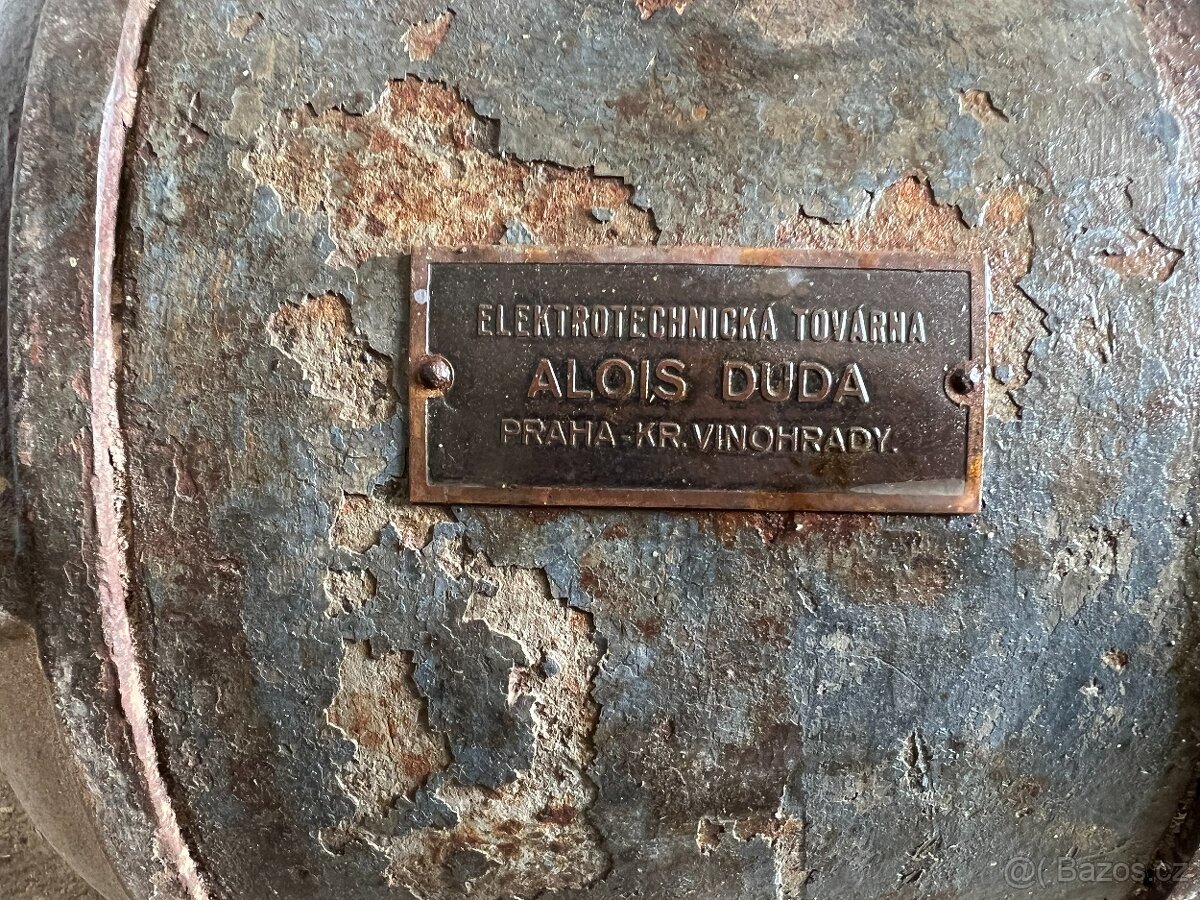 ELEKTROTECHNICKÁ TOVÁRNA
ALOIS DUDA
PRAHA-KR. VINOHRADY.
@( Bazos.cz